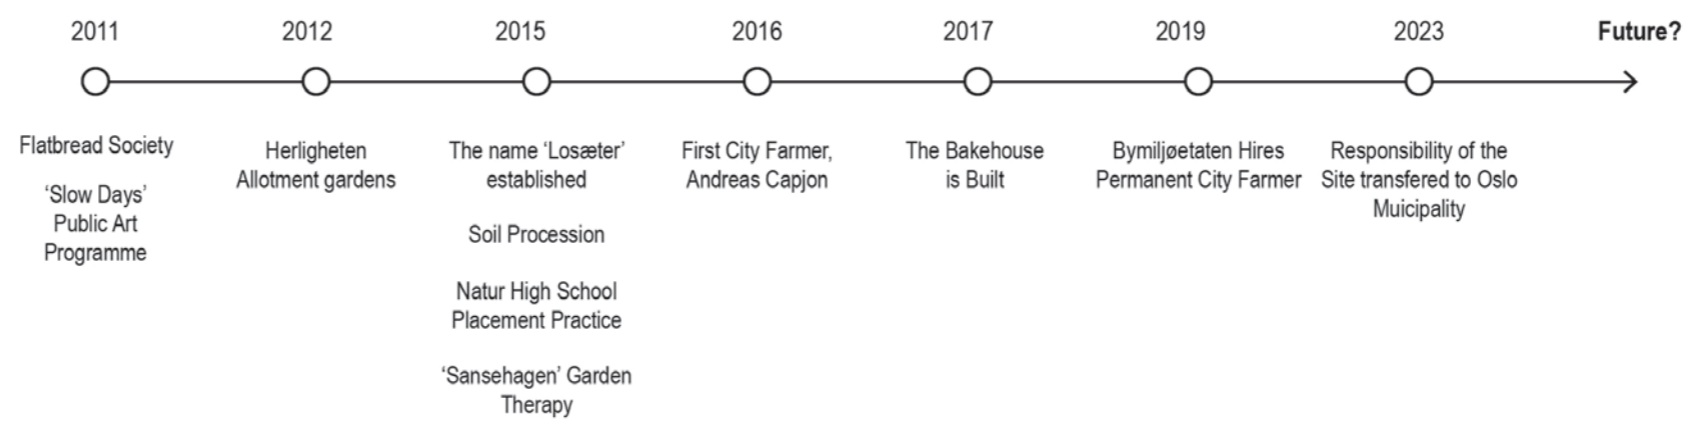 2011
2012
2015
2016
2017
2019
2023
Future?
Flatbread Society
‘Slow Days’
Public Art
Programme
Herligheten
Allotment gardens
The name ‘Losæter’
established
Soil Procession
Natur High School
Placement Practice
‘Sansehagen’ Garden
Therapy
First City Farmer,
Andreas Capjon
The Bakehouse
is Built
Bymiljøetaten Hires
Permanent City Farmer
Responsibility of the
Site transfered to Oslo
Muicipality